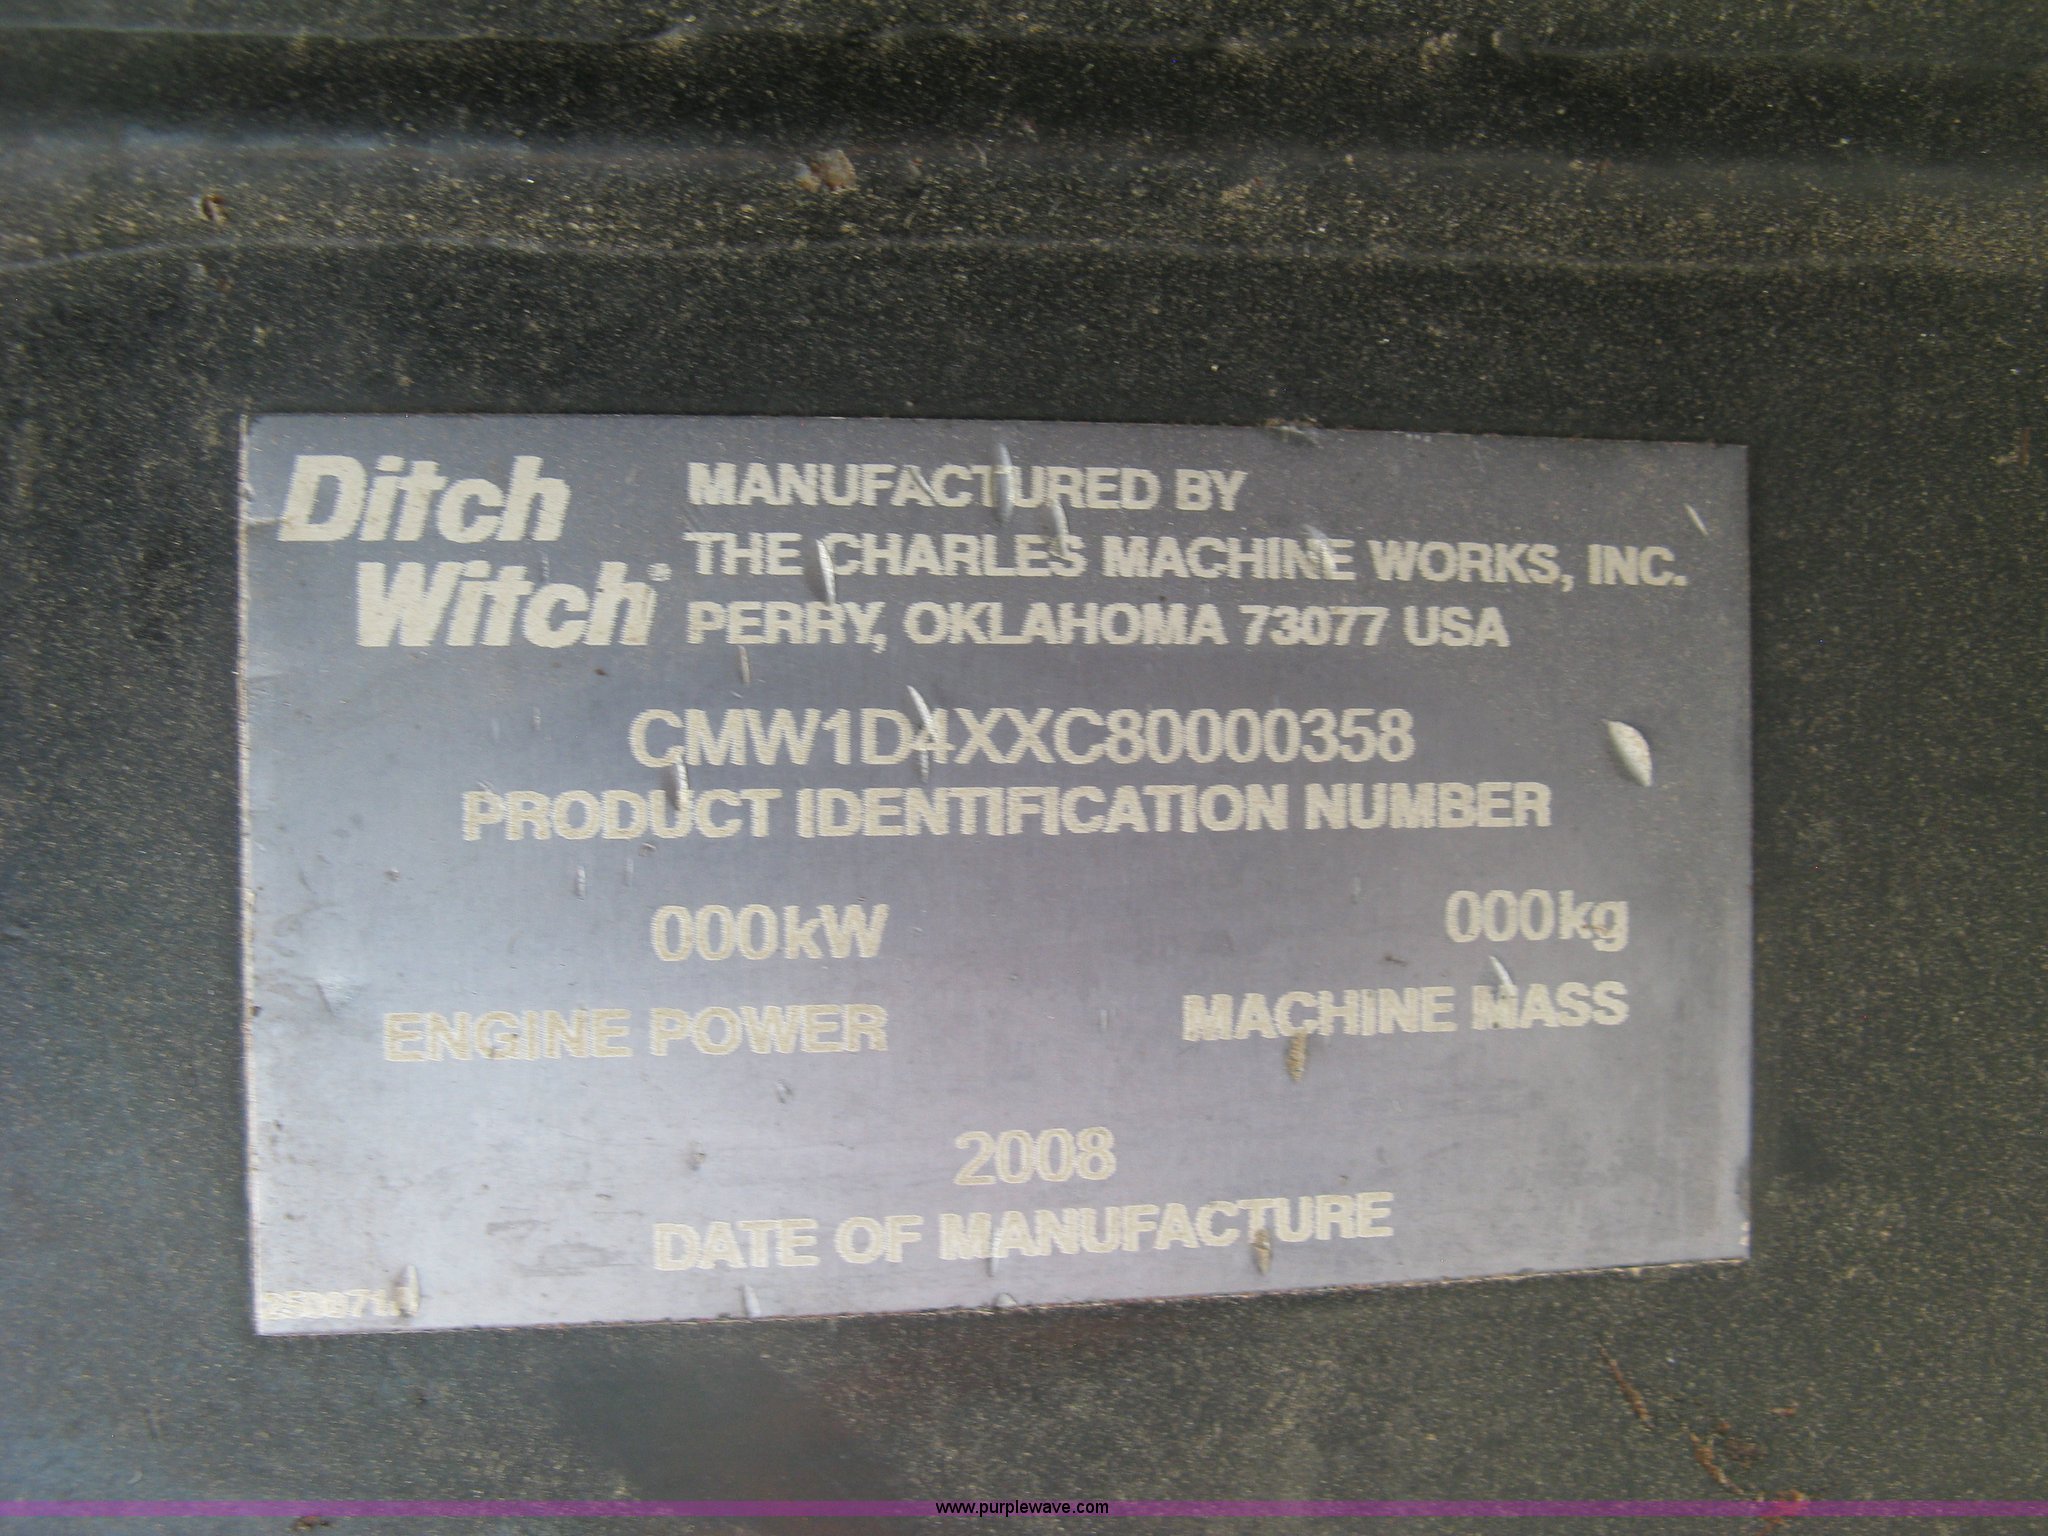 Ditch
Witch®
MANUFACTURED BY
THE CHARLES MACHINE WORKS, INC.
PERRY, OKLAHOMA 73077 USA
CMW1D4XXC80000358
PRODUCT IDENTIFICATION NUMBER
000kW
ENGINE POWER
000kg
MACHINE MASS
2008
DATE OF MANUFACTURE
www.purplewave.com